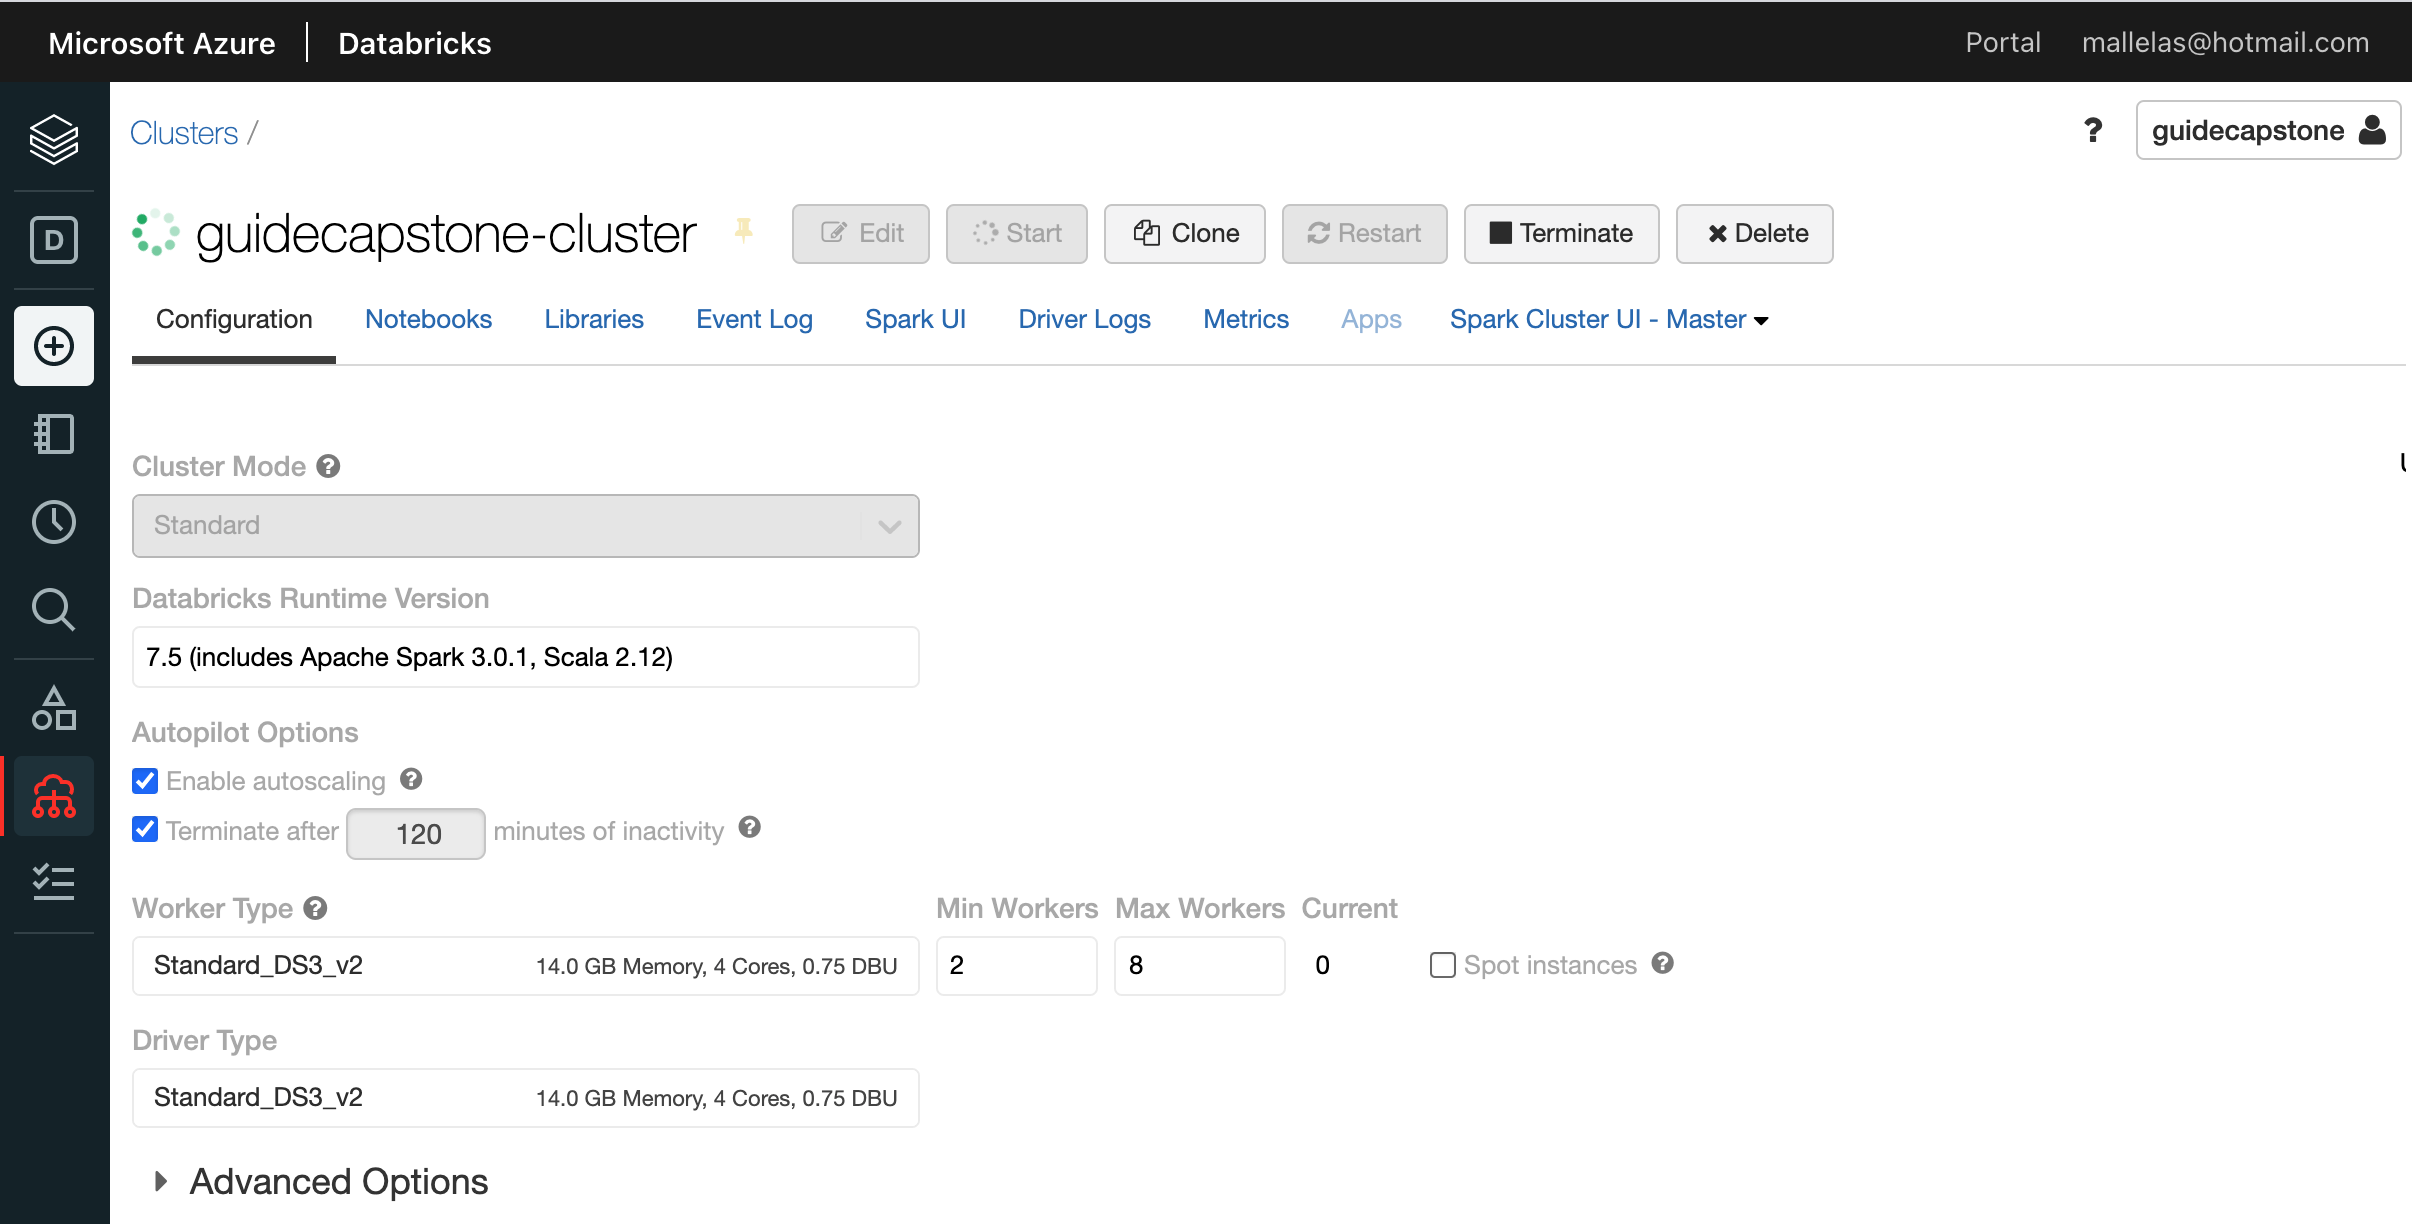 Microsoft Azure | Databricks Portal mallelas@hotmail.com
Clusters / ? guidecapstone
D
guidecapstone-cluster Edit Start Clone Restart Terminate Delete
Configuration Notebooks Libraries Event Log Spark UI Driver Logs Metrics Apps Spark Cluster UI - Master
Cluster Mode ?
Standard
Databricks Runtime Version
7.5 (includes Apache Spark 3.0.1, Scala 2.12)
Autopilot Options
Enable autoscaling ?
Terminate after 120 minutes of inactivity ?
Worker Type ? Min Workers Max Workers Current
Standard_DS3_v2 14.0 GB Memory, 4 Cores, 0.75 DBU 2 8 0 Spot instances ?
Driver Type
Standard_DS3_v2 14.0 GB Memory, 4 Cores, 0.75 DBU
Advanced Options